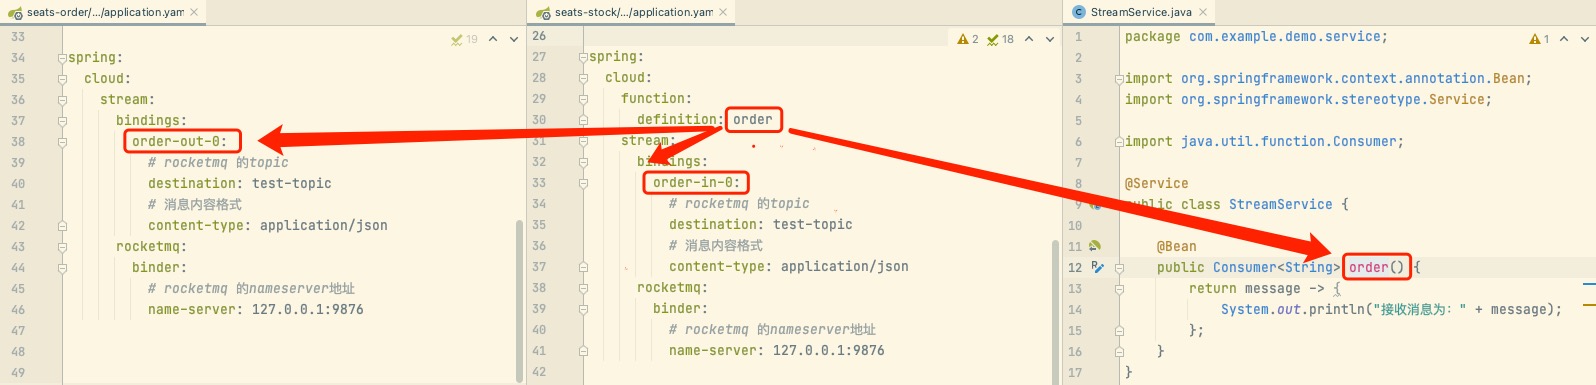 seats-order/.../application.yam
33
19
34 spring:
35 cloud:
36 stream:
37 bindings:
38 order-out-0:
39 # rocketmq 的topic
40 destination: test-topic
41 # 消息内容格式
42 content-type: application/json
43 rocketmq:
44 binder:
45 # rocketmq 的nameserver地址
46 name-server: 127.0.0.1:9876
47
48
49
seats-stock/.../application.yam
26
2 18
27 spring:
28 cloud:
29 function:
30 definition: order
31 stream:
32 bindings:
33 order-in-0:
34 # rocketmq 的topic
35 destination: test-topic
36 # 消息内容格式
37 content-type: application/json
38 rocketmq:
39 binder:
40 # rocketmq 的nameserver地址
41 name-server: 127.0.0.1:9876
42
StreamService.java
1 package com.example.demo.service;
1
2
3 import org.springframework.context.annotation.Bean;
4 import org.springframework.stereotype.Service;
5
6 import java.util.function.Consumer;
7
8 @Service
9 public class StreamService {
10
11 @Bean
12 public Consumer<String> order() {
13 return message -> {
14 System.out.println("接收消息为：" + message);
15 };
16 }
17 }